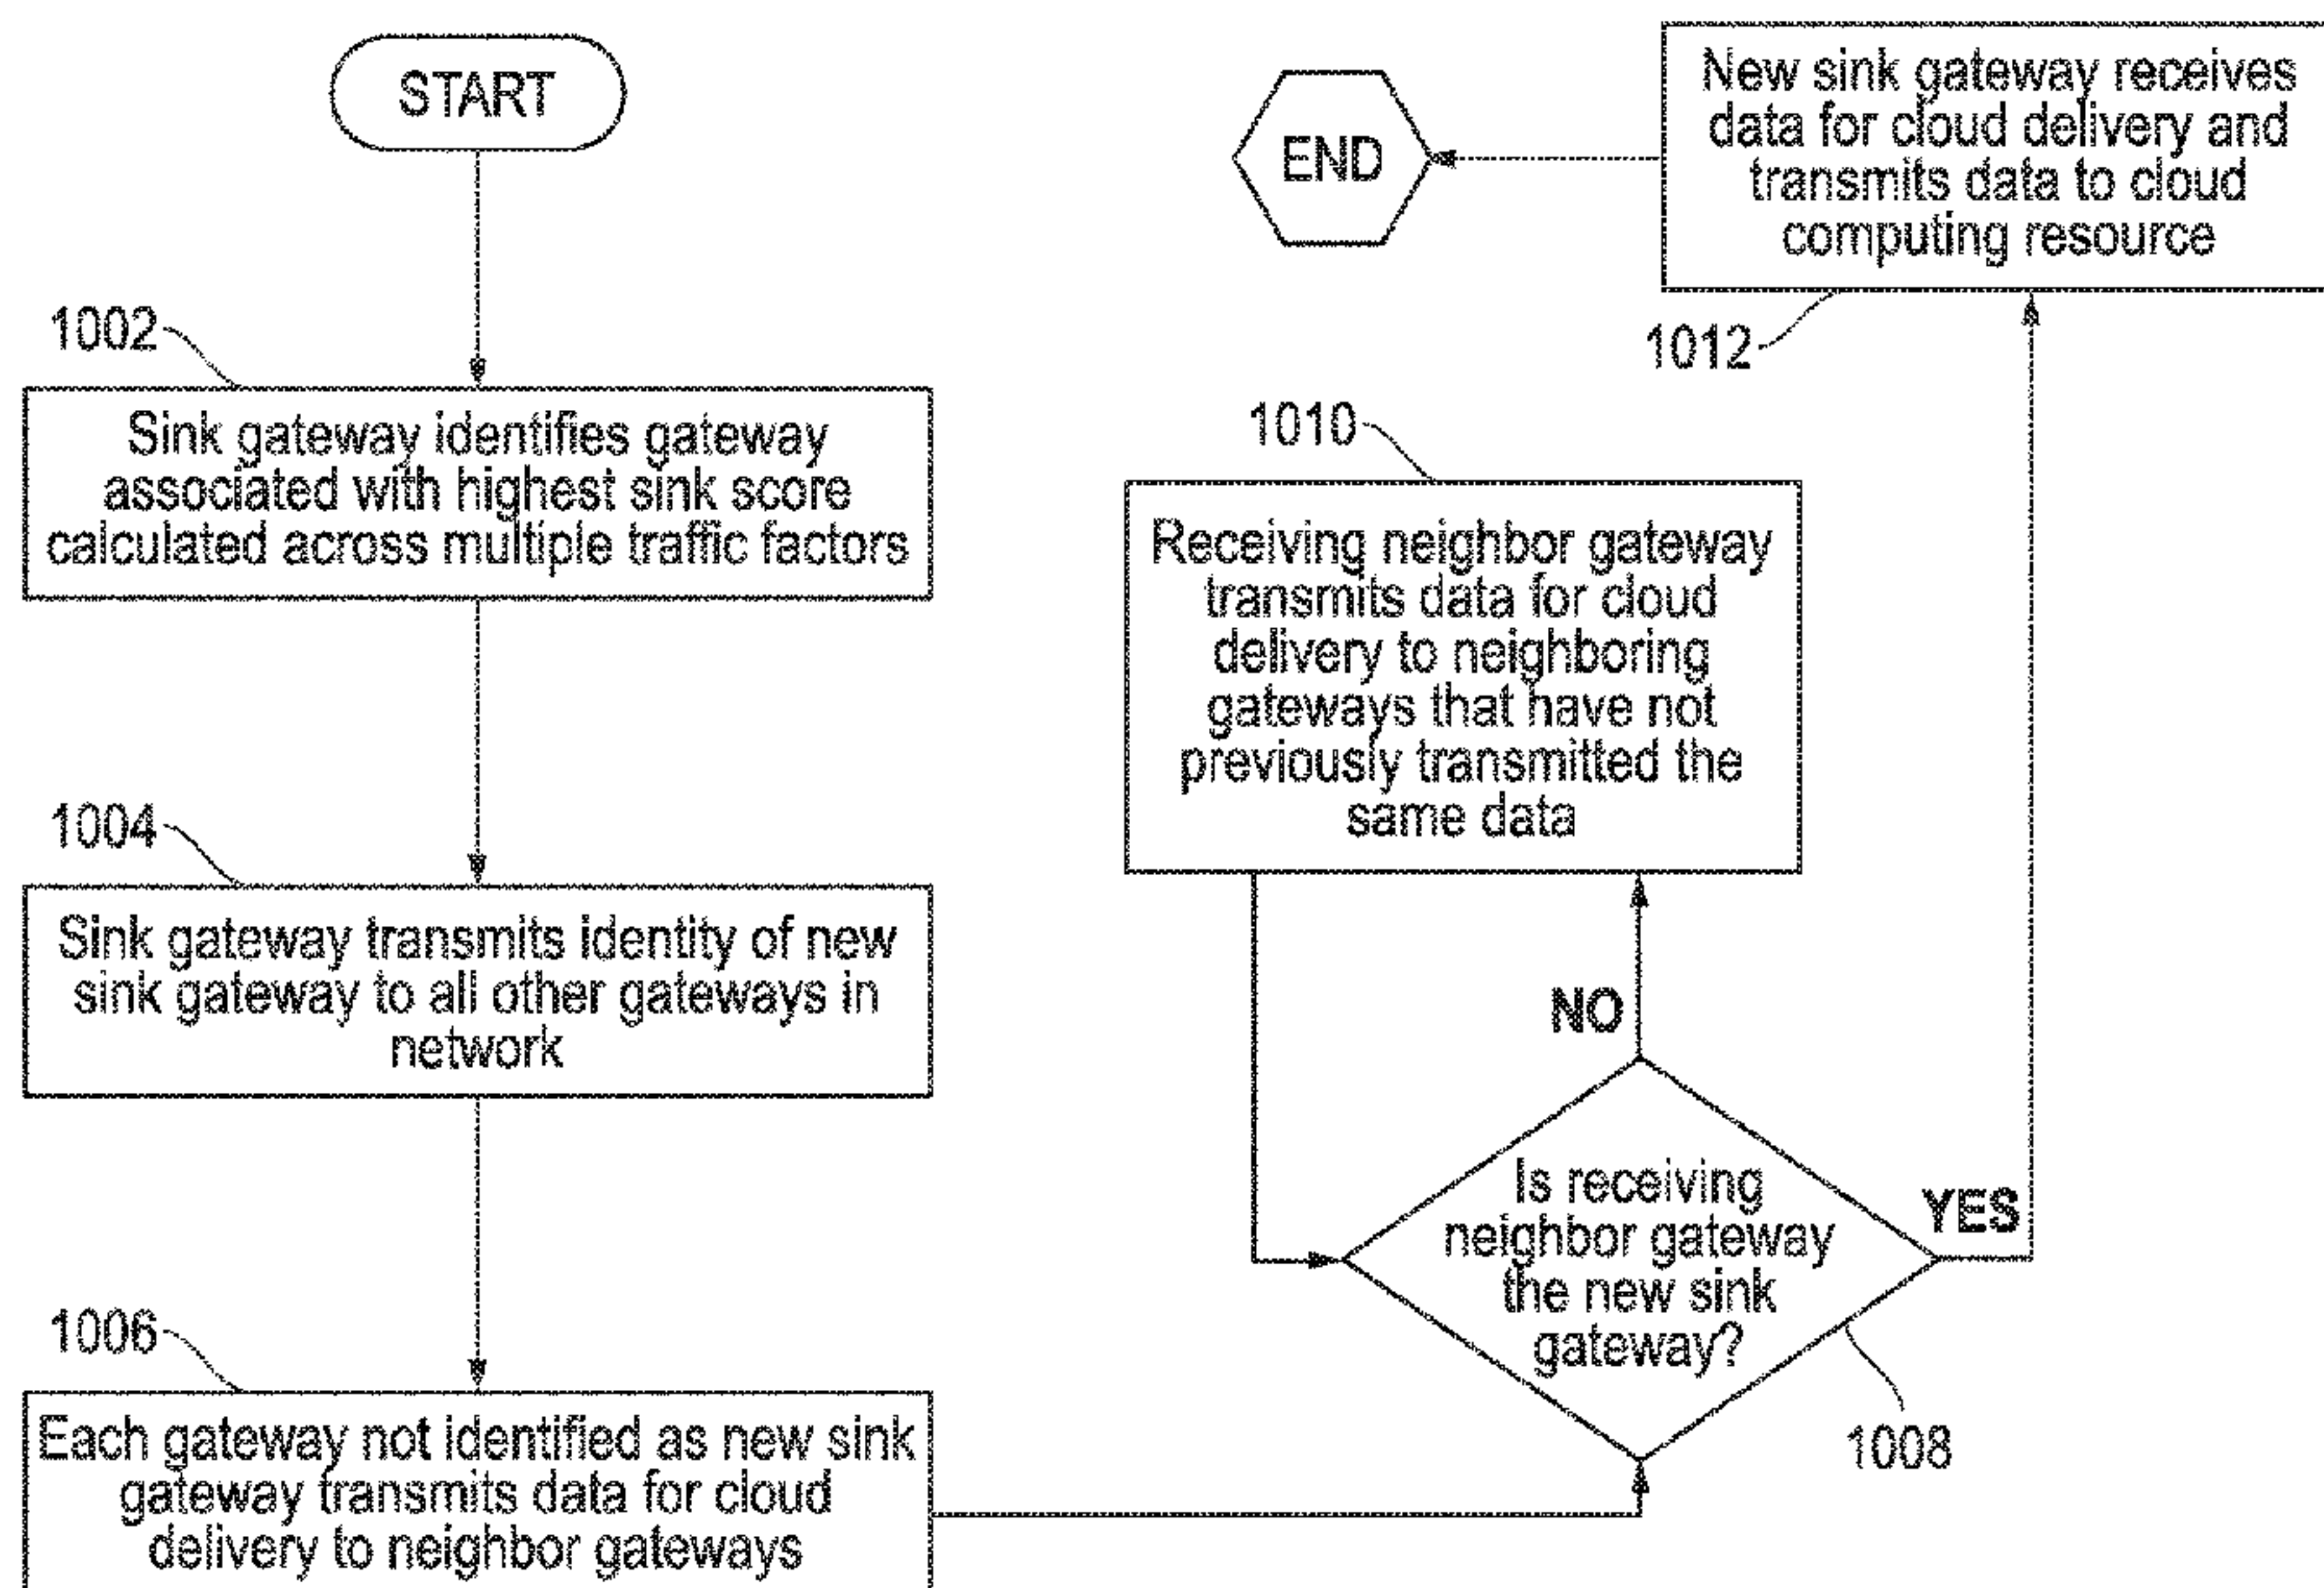 START
1002
Sink gateway identifies gateway
associated with highest sink score
calculated across multiple traffic factors
1004
Sink gateway transmits identity of new
sink gateway to all other gateways in
network
1006
Each gateway not identified as new sink
gateway transmits data for cloud
delivery to neighbor gateways
Is receiving
neighbor gateway
the new sink
gateway?
1008
NO
YES
1010
Receiving neighbor gateway
transmits data for cloud
delivery to neighboring
gateways that have not
previously transmitted the
same data
New sink gateway receives
data for cloud delivery and
transmits data to cloud
computing resource
1012
END